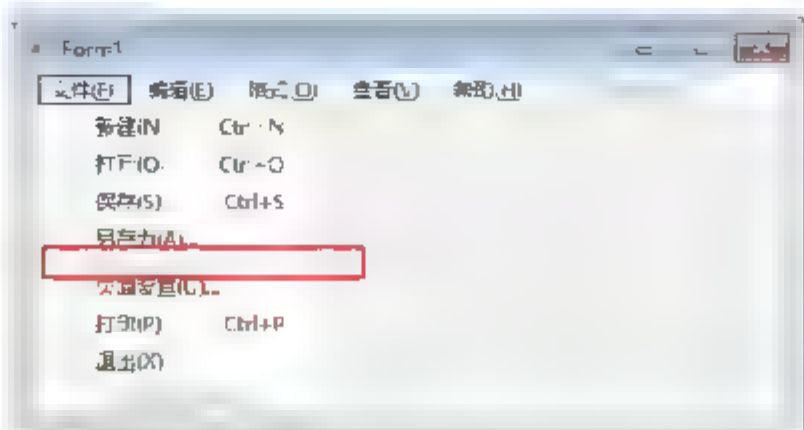 Form1
文件(F) 编辑(E) 格式(O) 查看(V) 帮助(H)
新建(N Ctrl+N
打开(O. Ctrl+O
保存(S) Ctrl+S
另存为(A)...
页面设置(U)...
打印(P) Ctrl+P
退出(X)